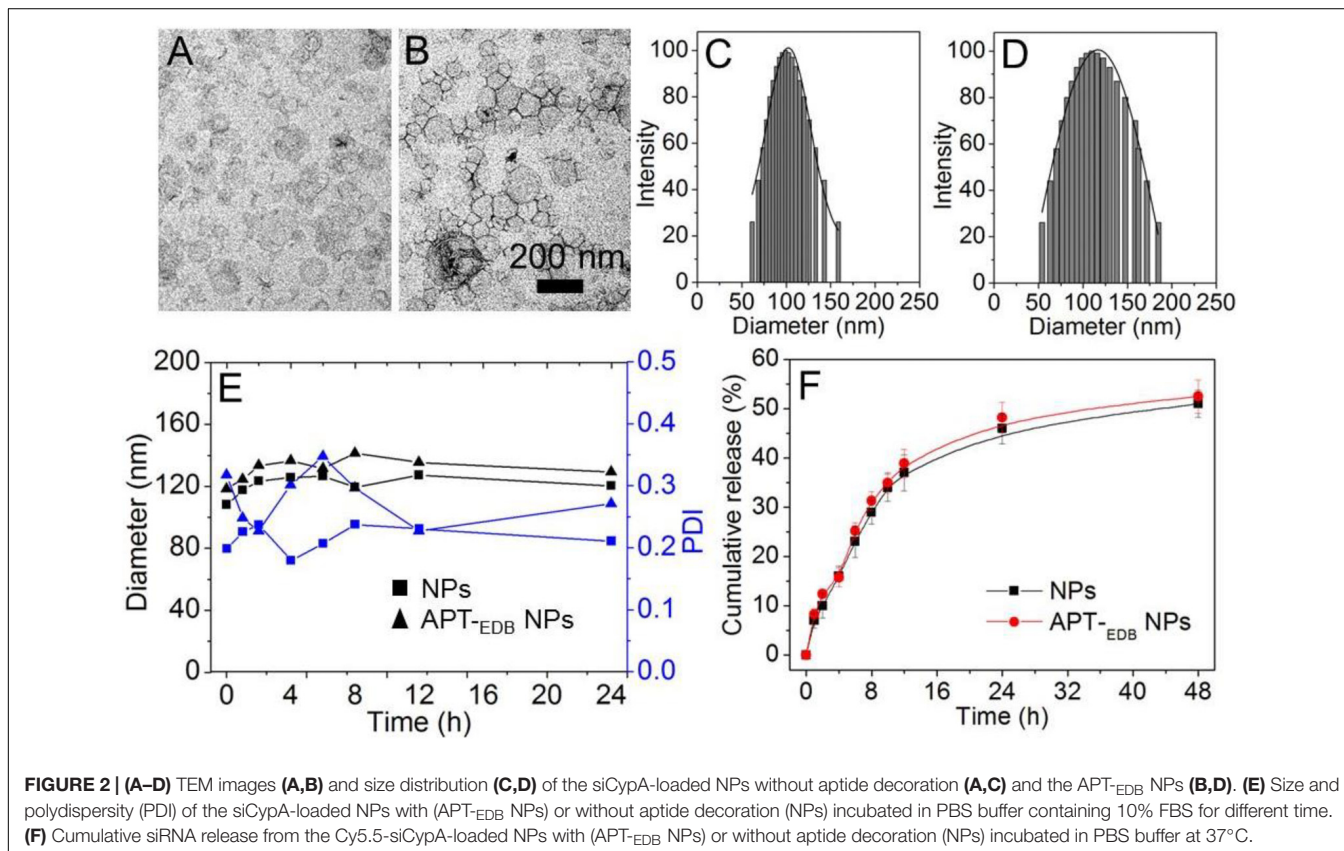 A
B
200 nm
C
Intensity
100
80
60
40
20
0
0 50 100 150 200 250
Diameter (nm)
D
Intensity
100
80
60
40
20
0
0 50 100 150 200 250
Diameter (nm)
E
Diameter (nm)
200
160
120
80
40
0
0.5
0.4
0.3
0.2
0.1
0.0
PDI
NPs
APT-EDB NPs
0 4 8 12 16 20 24
Time (h)
F
Cumulative release (%)
60
50
40
30
20
10
0
NPs
APT-EDB NPs
0 8 16 24 32 40 48
Time (h)
FIGURE 2 | (A–D) TEM images (A,B) and size distribution (C,D) of the siCypA-loaded NPs without aptide decoration (A,C) and the APT-EDB NPs (B,D). (E) Size and
polydispersity (PDI) of the siCypA-loaded NPs with (APT-EDB NPs) or without aptide decoration (NPs) incubated in PBS buffer containing 10% FBS for different time.
(F) Cumulative siRNA release from the Cy5.5-siCypA-loaded NPs with (APT-EDB NPs) or without aptide decoration (NPs) incubated in PBS buffer at 37°C.